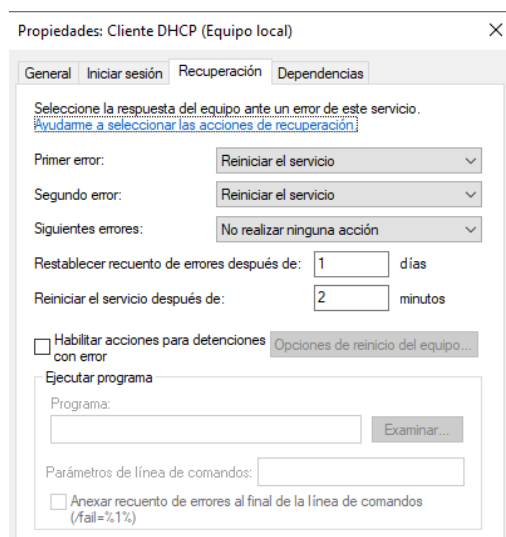 Propiedades: Cliente DHCP (Equipo local)
General Iniciar sesión Recuperación Dependencias
Seleccione la respuesta del equipo ante un error de este servicio.
Ayudarme a seleccionar las acciones de recuperación.
Primer error: Reiniciar el servicio
Segundo error: Reiniciar el servicio
Siguientes errores: No realizar ninguna acción
Restablecer recuento de errores después de: 1 días
Reiniciar el servicio después de: 2 minutos
Habilitar acciones para detenciones Opciones de reinicio del equipo...
con error
Ejecutar programa
Programa:
Examinar...
Parámetros de línea de comandos:
Anexar recuento de errores al final de la línea de comandos
(/fail=%1%)